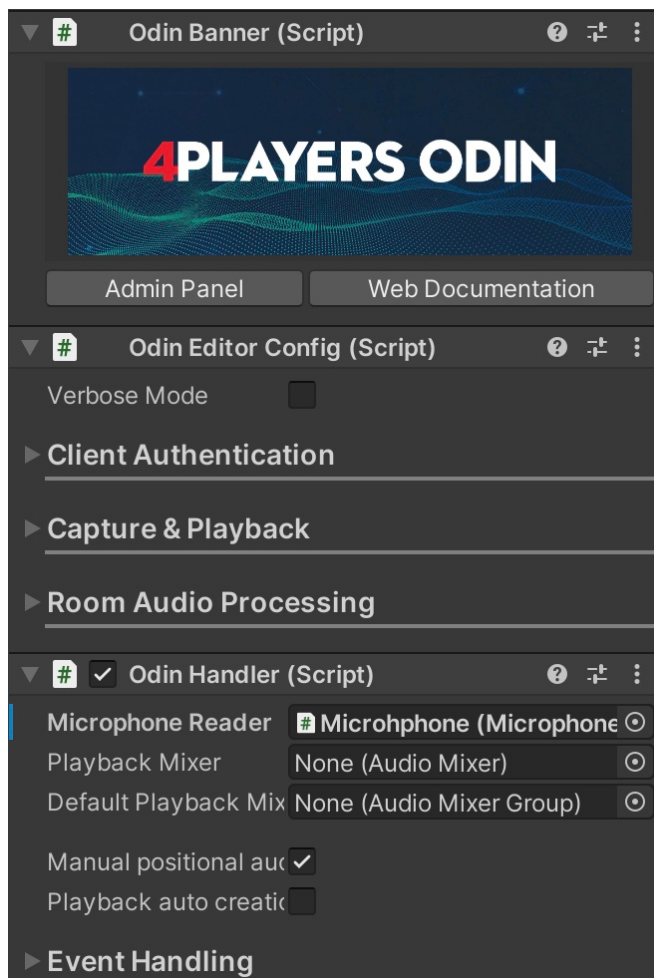 # Odin Banner (Script)
4PLAYERS ODIN
Admin Panel Web Documentation
# Odin Editor Config (Script)
Verbose Mode
Client Authentication
Capture & Playback
Room Audio Processing
# Odin Handler (Script)
Microphone Reader # Microhphone (Microphone
Playback Mixer None (Audio Mixer)
Default Playback Mix None (Audio Mixer Group)
Manual positional aud
Playback auto creatic
Event Handling